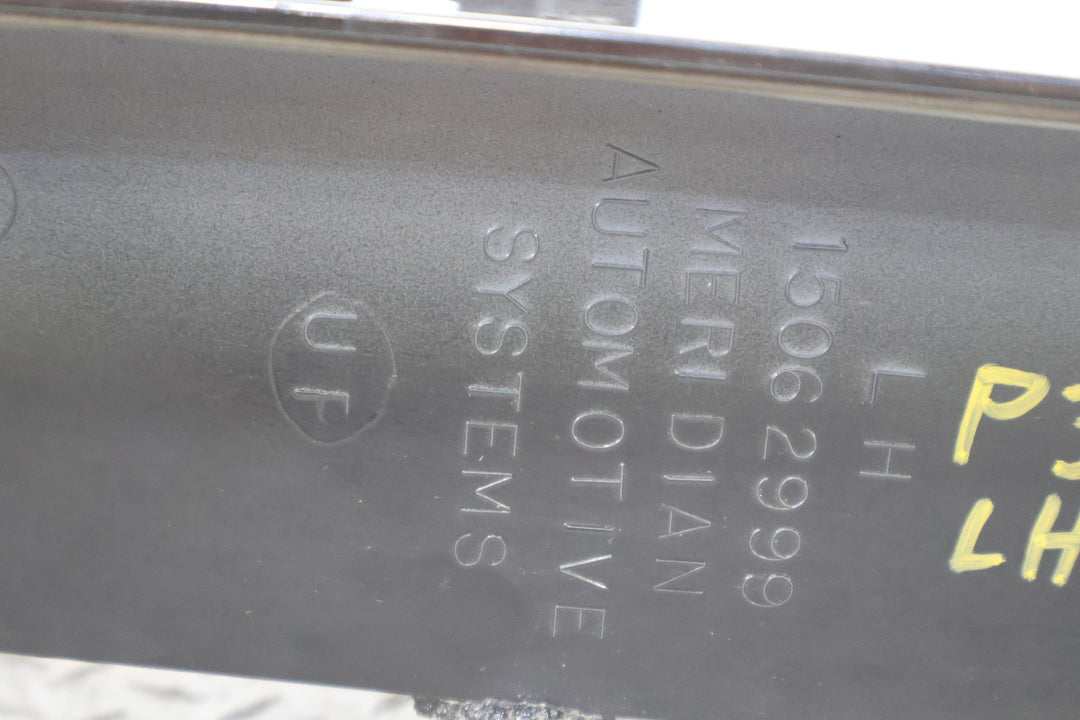 LH
15062999
MERIDIAN
AUTOMOTIVE
SYSTEMS
UF
P
LH